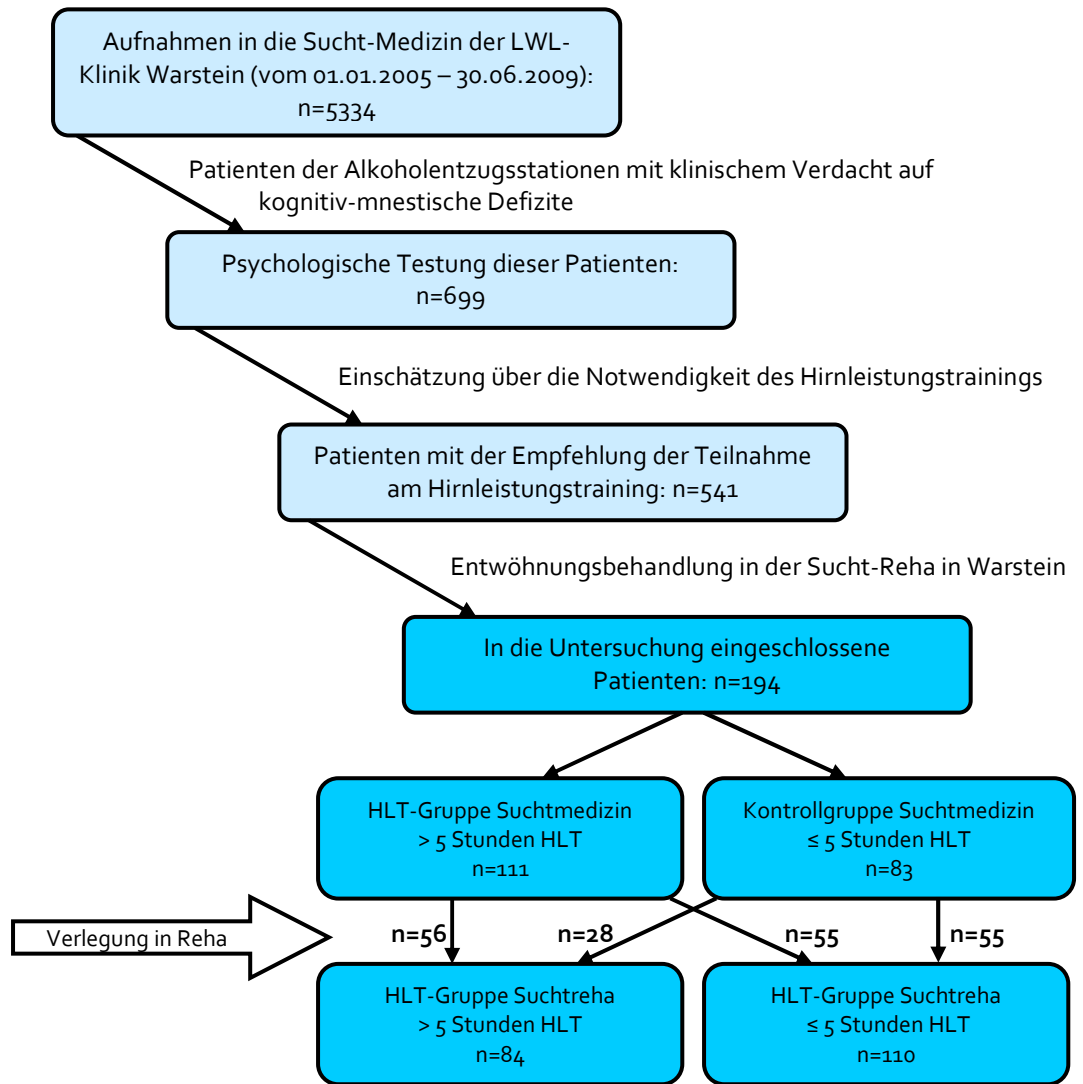 Aufnahmen in die Sucht-Medizin der LWL-
Klinik Warstein (vom 01.01.2005 – 30.06.2009):
n=5334
Patienten der Alkoholentzugsstationen mit klinischem Verdacht auf
kognitiv-mnestische Defizite
Psychologische Testung dieser Patienten:
n=699
Einschätzung über die Notwendigkeit des Hirnleistungstrainings
Patienten mit der Empfehlung der Teilnahme
am Hirnleistungstraining: n=541
Entwöhnungsbehandlung in der Sucht-Reha in Warstein
In die Untersuchung eingeschlossene
Patienten: n=194
HLT-Gruppe Suchtmedizin
> 5 Stunden HLT
n=111
Kontrollgruppe Suchtmedizin
≤ 5 Stunden HLT
n=83
Verlegung in Reha
n=56 n=28 n=55 n=55
HLT-Gruppe Suchtreha
> 5 Stunden HLT
n=84
HLT-Gruppe Suchtreha
≤ 5 Stunden HLT
n=110